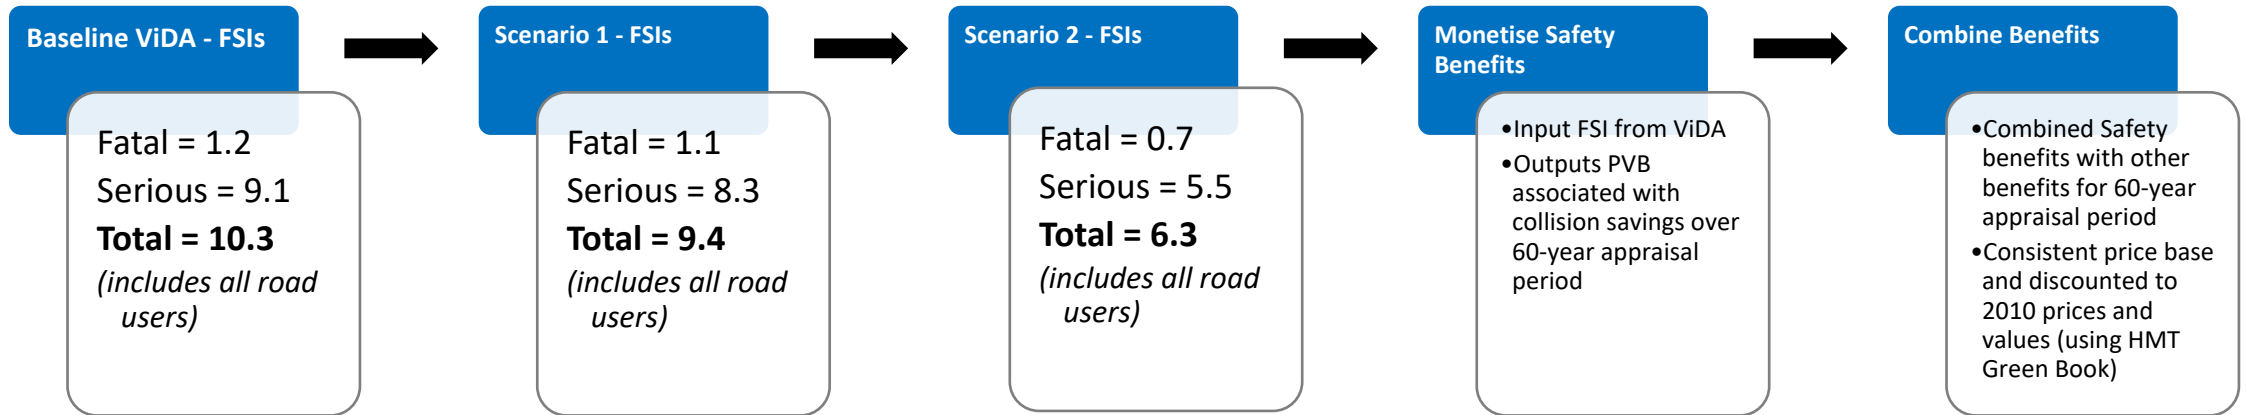 Baseline ViDA - FSIs
Fatal = 1.2
Serious = 9.1
Total = 10.3
(includes all road
users)
Scenario 1 - FSIs
Fatal = 1.1
Serious = 8.3
Total = 9.4
(includes all road
users)
Scenario 2 - FSIs
Fatal = 0.7
Serious = 5.5
Total = 6.3
(includes all road
users)
Monetise Safety
Benefits
•Input FSI from ViDA
•Outputs PVB
associated with
collision savings over
60-year appraisal
period
Combine Benefits
•Combined Safety
benefits with other
benefits for 60-year
appraisal period
•Consistent price base
and discounted to
2010 prices and
values (using HMT
Green Book)